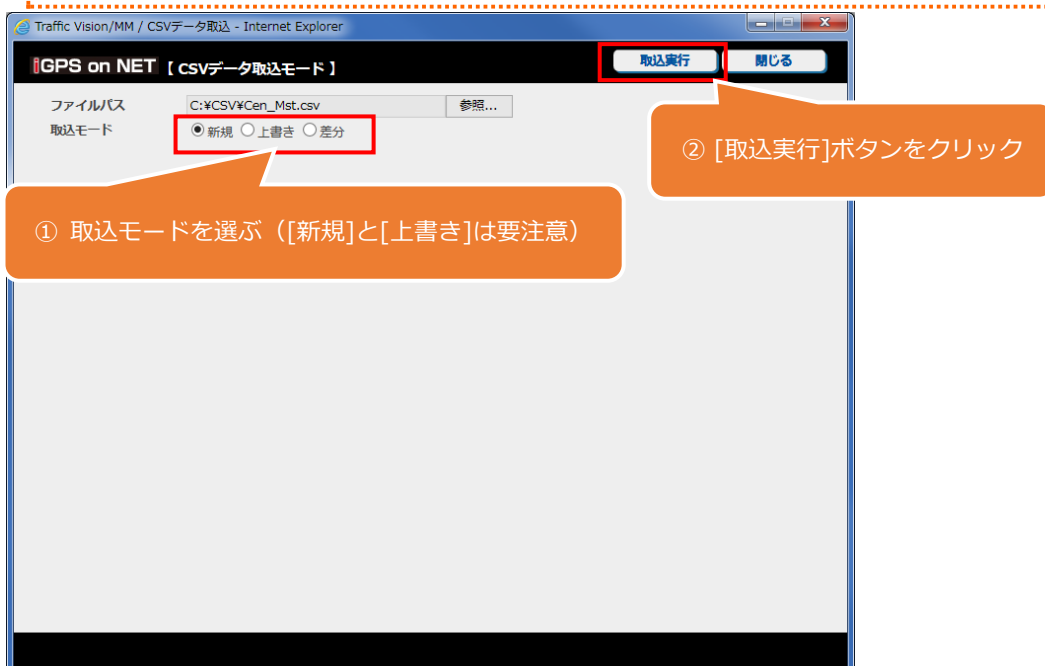 Traffic Vision/MM / CSVデータ取込 - Internet Explorer
iGPS on NET 【 CSVデータ取込モード 】 取込実行 閉じる
ファイルパス C:¥CSV¥Cen_Mst.csv 参照...
取込モード 新規 上書き 差分
② [取込実行]ボタンをクリック
① 取込モードを選ぶ（[新規]と[上書き]は要注意）